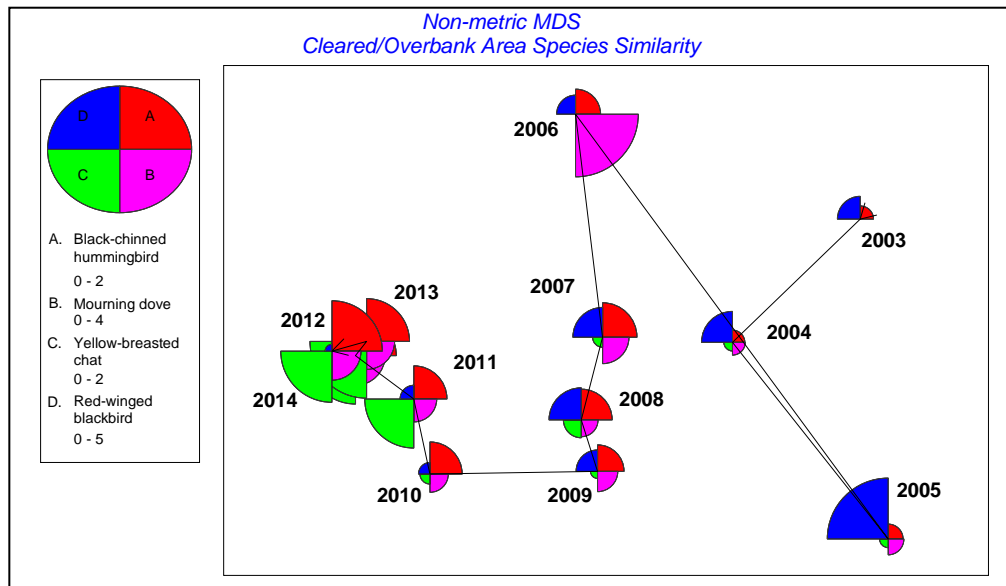 Non-metric MDS
Cleared/Overbank Area Species Similarity
D A
C B
A. Black-chinned
hummingbird
0 - 2
B. Mourning dove
0 - 4
C. Yellow-breasted
chat
0 - 2
D. Red-winged
blackbird
0 - 5
2006
2003
2007
2004
2013
2012
2011
2014
2008
2010
2009
2005